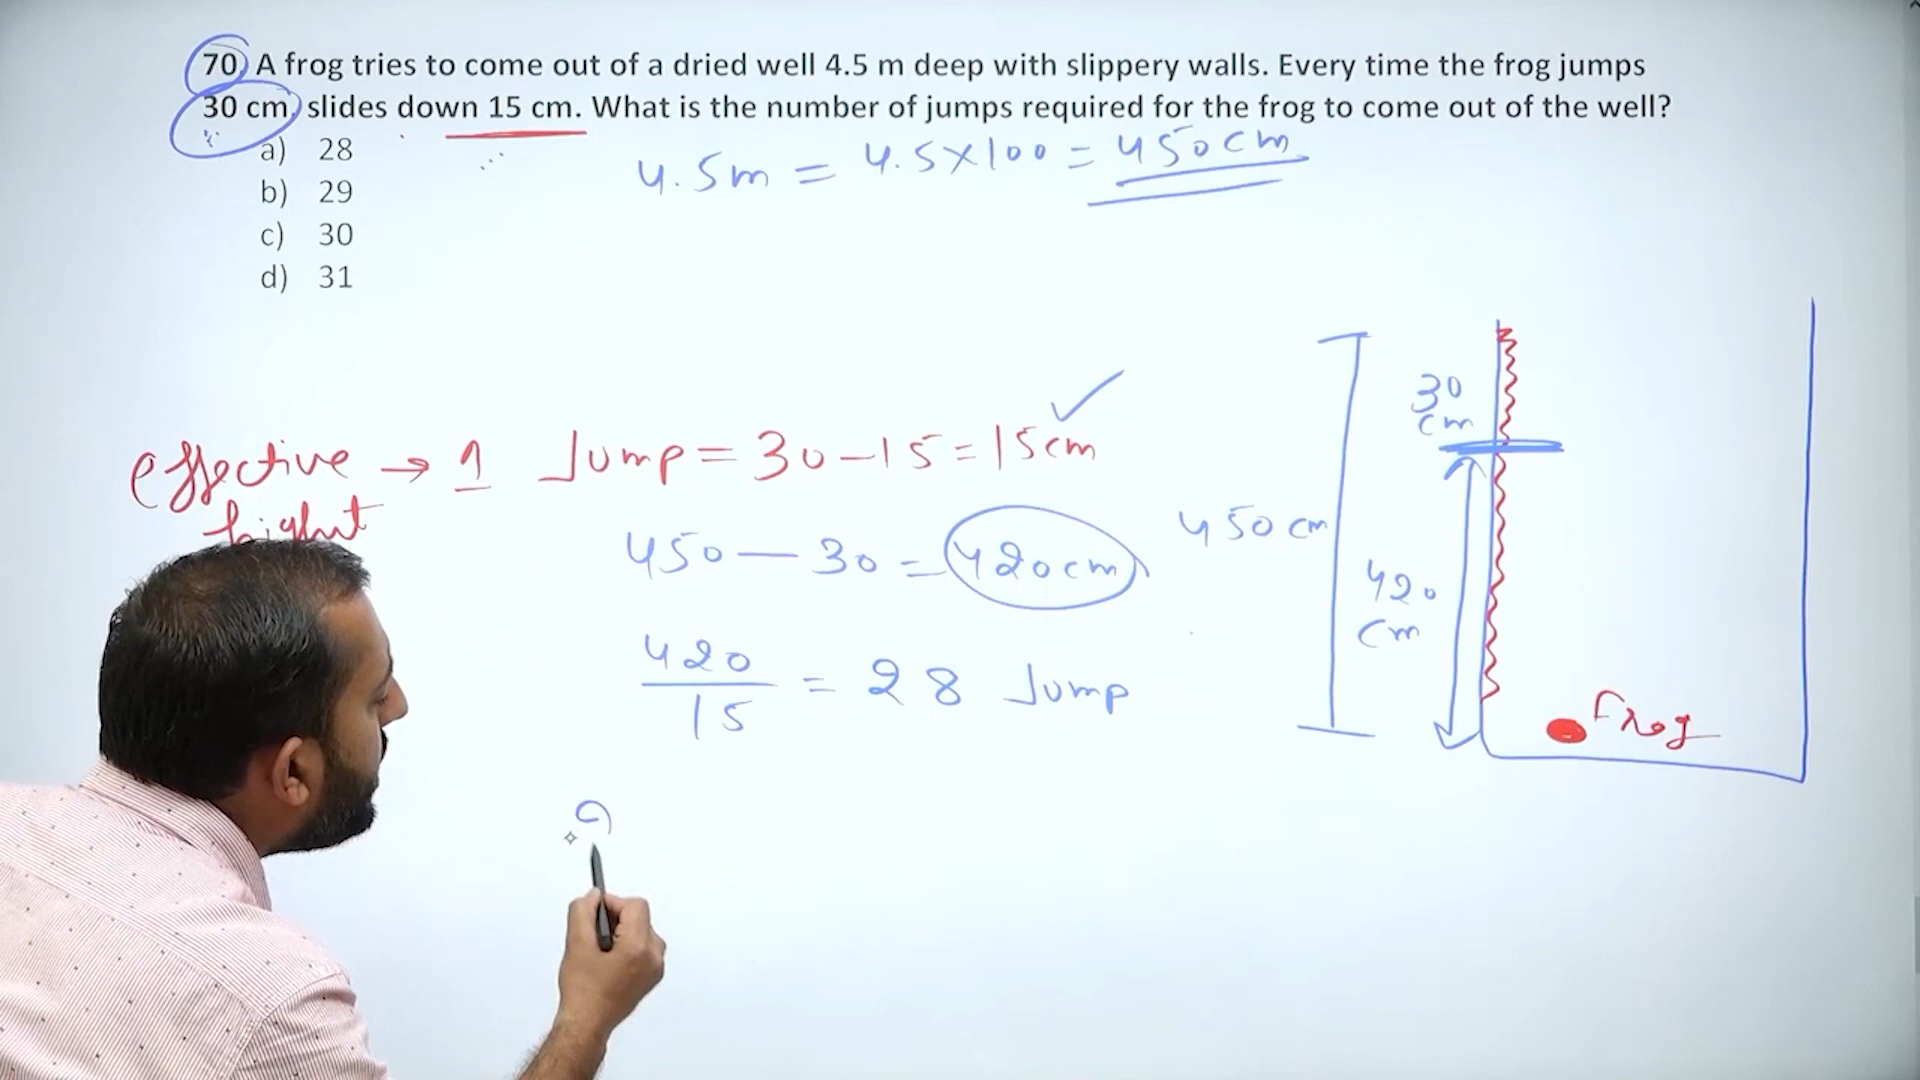 70. A frog tries to come out of a dried well 4.5 m deep with slippery walls. Every time the frog jumps
30 cm, slides down 15 cm. What is the number of jumps required for the frog to come out of the well?
a) 28
b) 29
c) 30
d) 31
4.5m = 4.5×100 = 450cm
effective → 1 Jump = 30-15=15cm
hight
450-30=420cm
420/15 = 28 Jump
2
450cm
30
cm
420
cm
frog